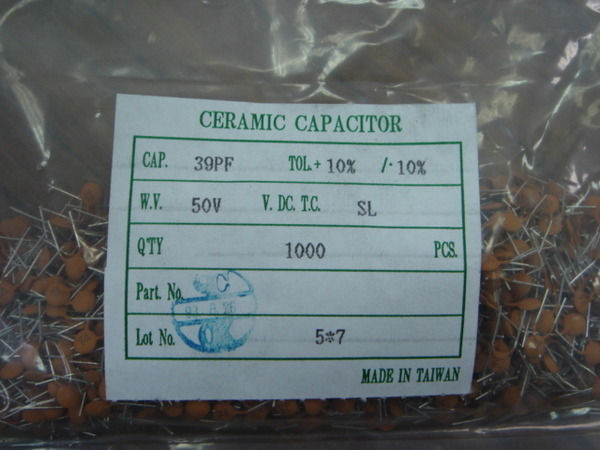 CERAMIC CAPACITOR
CAP. 39PF TOL.+ 10% /- 10%
W.V. 50V V. DC. T.C. SL
Q'TY 1000 PCS.
Part. No.
Lot No. 5*7
MADE IN TAIWAN